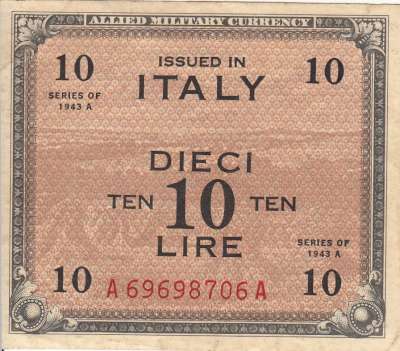 ALLIED MILITARY CURRENCY
10 ISSUED IN 10
ITALY
SERIES OF
1943 A
DIECI
TEN 10 TEN
LIRE
SERIES OF
1943 A
10 A 69698706 A 10